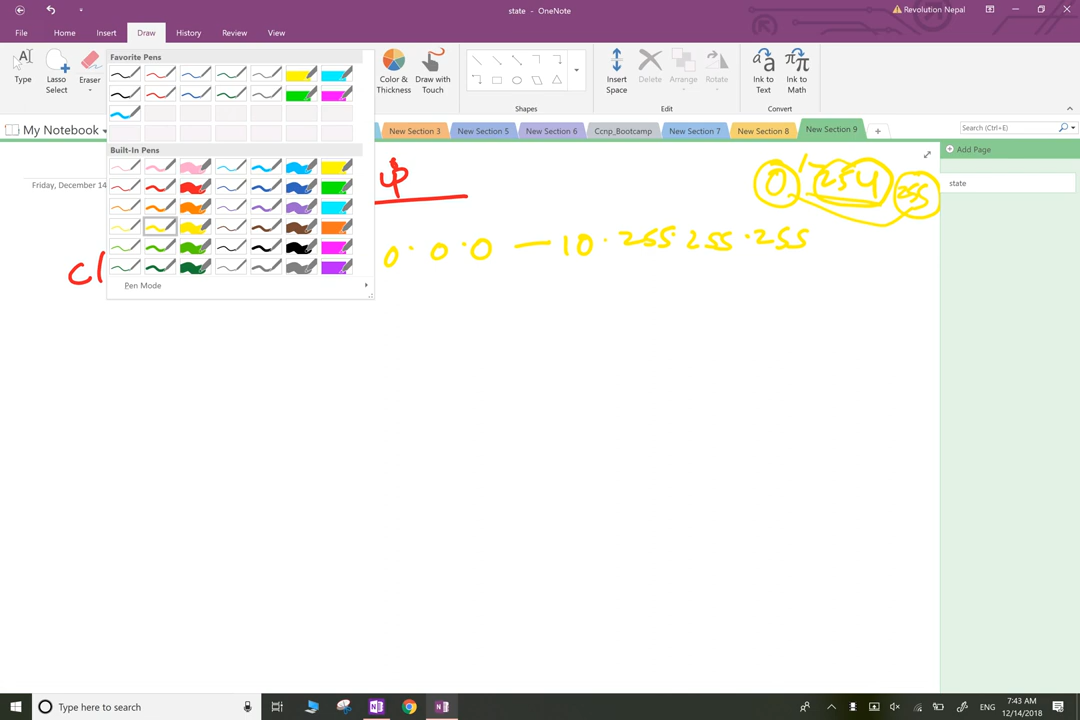 state - OneNote
Revolution Nepal
File Home Insert Draw History Review View
Type
Lasso Select
Eraser
Favorite Pens
Built-In Pens
Pen Mode
Color & Thickness
Draw with Touch
Shapes
Insert Space
Delete
Arrange
Rotate
Edit
Ink to Text
Ink to Math
Convert
My Notebook
New Section 3
New Section 5
New Section 6
Ccnp_Bootcamp
New Section 7
New Section 8
New Section 9
Search (Ctrl+E)
Add Page
state
Friday, December 14
0 1 254 255
0.0.0 — 10.255.255.255
cl
Type here to search
ENG
7:43 AM
12/14/2018